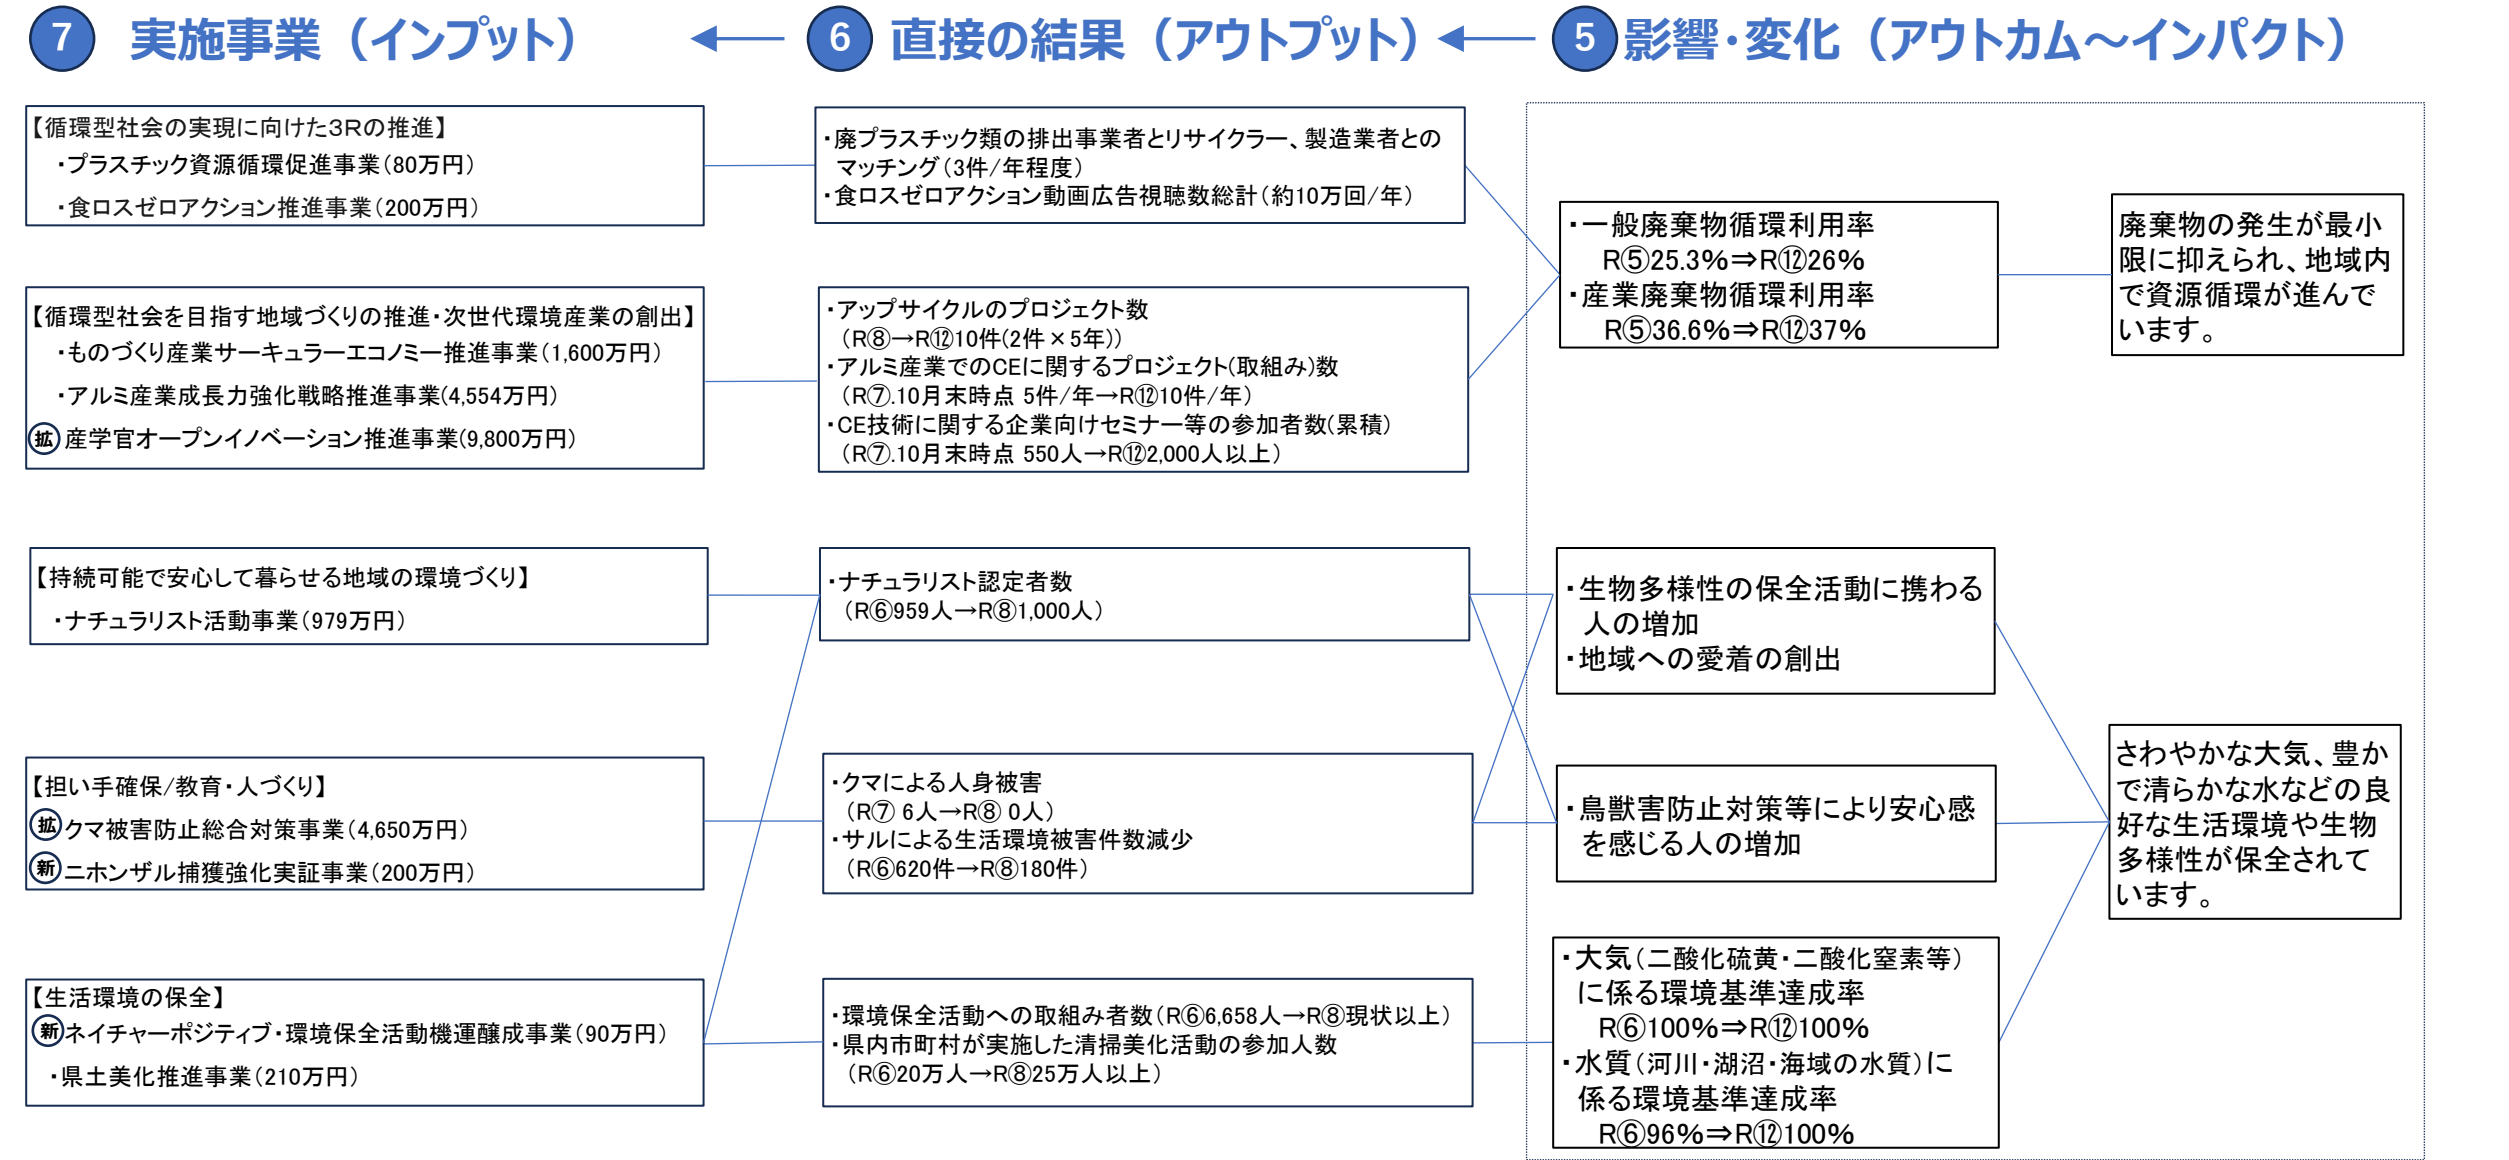 7 実施事業（インプット）
6 直接の結果（アウトプット）
5 影響・変化（アウトカム～インパクト）
【循環型社会の実現に向けた３Rの推進】
・プラスチック資源循環促進事業（80万円）
・食ロスゼロアクション推進事業（200万円）
【循環型社会を目指す地域づくりの推進・次世代環境産業の創出】
・ものづくり産業サーキュラーエコノミー推進事業（1,600万円）
・アルミ産業成長力強化戦略推進事業(4,554万円）
拡 産学官オープンイノベーション推進事業(9,800万円）
【持続可能で安心して暮らせる地域の環境づくり】
・ナチュラリスト活動事業（979万円）
【担い手確保/教育・人づくり】
拡 クマ被害防止総合対策事業（4,650万円）
新 ニホンザル捕獲強化実証事業（200万円）
【生活環境の保全】
新 ネイチャーポジティブ・環境保全活動機運醸成事業（90万円）
・県土美化推進事業（210万円）
・廃プラスチック類の排出事業者とリサイクラー、製造業者との
マッチング（3件/年程度）
・食ロスゼロアクション動画広告視聴数総計（約10万回/年）
・アップサイクルのプロジェクト数
（R⑧→R⑫10件(2件×5年)）
・アルミ産業でのCEに関するプロジェクト(取組み)数
（R⑦.10月末時点 5件/年→R⑫10件/年）
・CE技術に関する企業向けセミナー等の参加者数(累積)
（R⑦.10月末時点 550人→R⑫2,000人以上）
・ナチュラリスト認定者数
（R⑥959人→R⑧1,000人）
・クマによる人身被害
（R⑦ 6人→R⑧ 0人）
・サルによる生活環境被害件数減少
（R⑥620件→R⑧180件）
・環境保全活動への取組み者数（R⑥6,658人→R⑧現状以上）
・県内市町村が実施した清掃美化活動の参加人数
（R⑥20万人→R⑧25万人以上）
・一般廃棄物循環利用率
R⑤25.3%⇒R⑫26%
・産業廃棄物循環利用率
R⑤36.6%⇒R⑫37%
・生物多様性の保全活動に携わる
人の増加
・地域への愛着の創出
・鳥獣害防止対策等により安心感
を感じる人の増加
・大気（二酸化硫黄・二酸化窒素等）
に係る環境基準達成率
R⑥100%⇒R⑫100%
・水質（河川・湖沼・海域の水質）に
係る環境基準達成率
R⑥96%⇒R⑫100%
廃棄物の発生が最小
限に抑えられ、地域内
で資源循環が進んで
います。
さわやかな大気、豊か
で清らかな水などの良
好な生活環境や生物
多様性が保全されて
います。